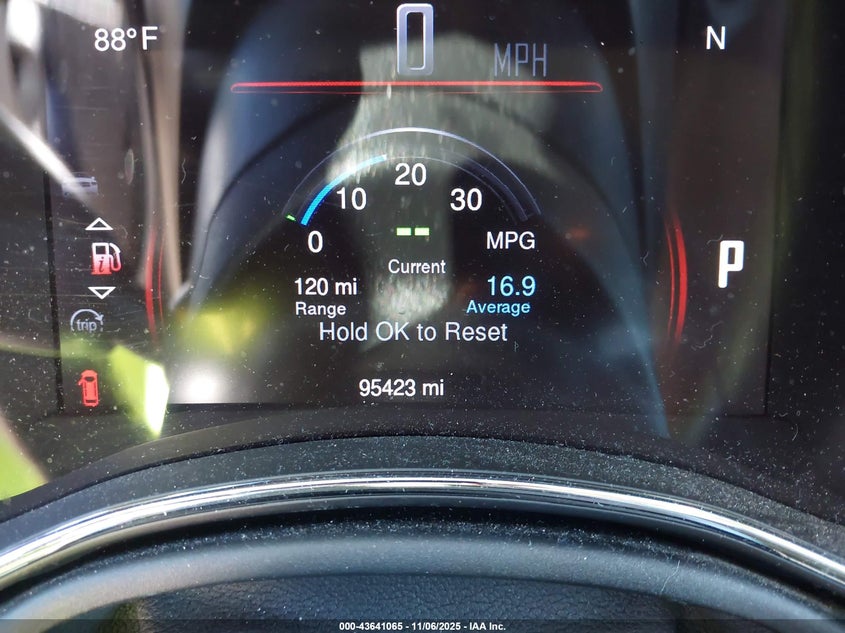 88°F
0 MPH
N
20
10
30
0
--
MPG
Current
120 mi
16.9
Range
Average
P
trip
Hold OK to Reset
95423 mi
000-43641065 - 11/06/2025 - IAA Inc.